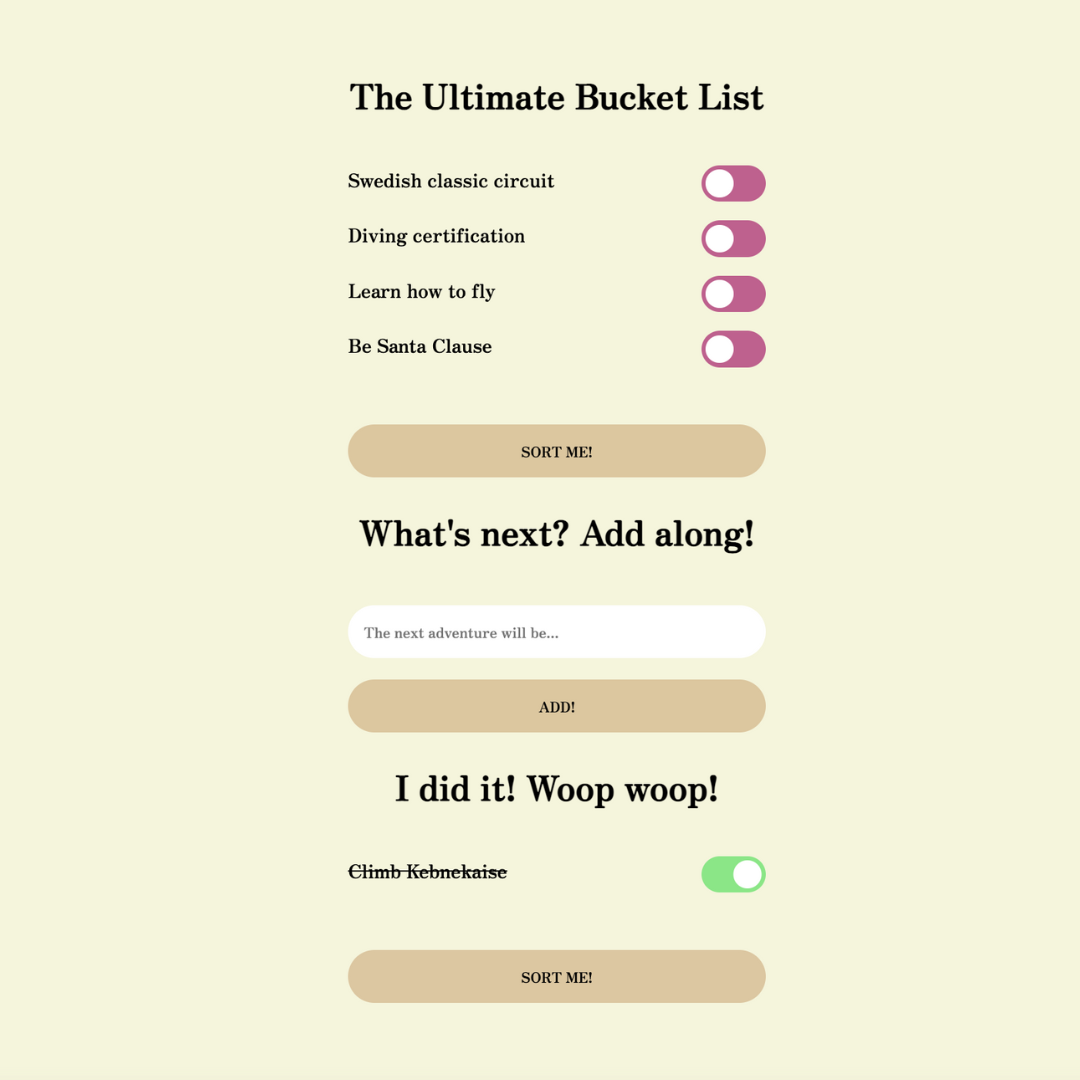 The Ultimate Bucket List
Swedish classic circuit
Diving certification
Learn how to fly
Be Santa Clause
SORT ME!
What's next? Add along!
The next adventure will be...
ADD!
I did it! Woop woop!
Climb Kebnekaise
SORT ME!